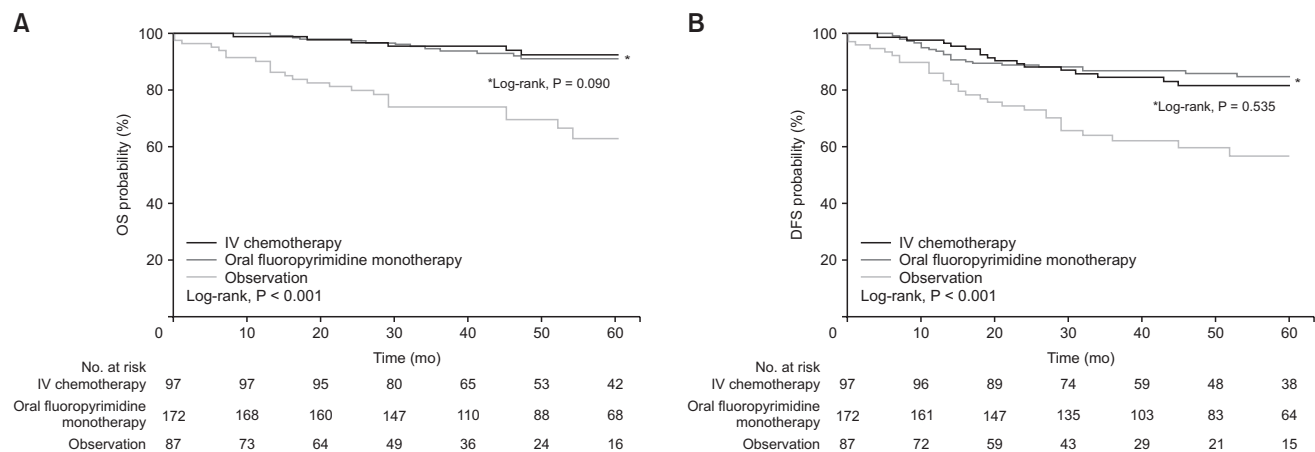 A
100
80
60
40
20
0
OS probability (%)
*
*Log-rank, P = 0.090
IV chemotherapy
Oral fluoropyrimidine monotherapy
Observation
Log-rank, P < 0.001
10 20 30 40 50 60
Time (mo)
No. at risk
IV chemotherapy 97 97 95 80 65 53 42
Oral fluoropyrimidine
monotherapy 172 168 160 147 110 88 68
Observation 87 73 64 49 36 24 16
B
100
80
60
40
20
0
DFS probability (%)
*
*Log-rank, P = 0.535
IV chemotherapy
Oral fluoropyrimidine monotherapy
Observation
Log-rank, P < 0.001
10 20 30 40 50 60
Time (mo)
No. at risk
IV chemotherapy 97 96 89 74 59 48 38
Oral fluoropyrimidine
monotherapy 172 161 147 135 103 83 64
Observation 87 72 59 43 29 21 15